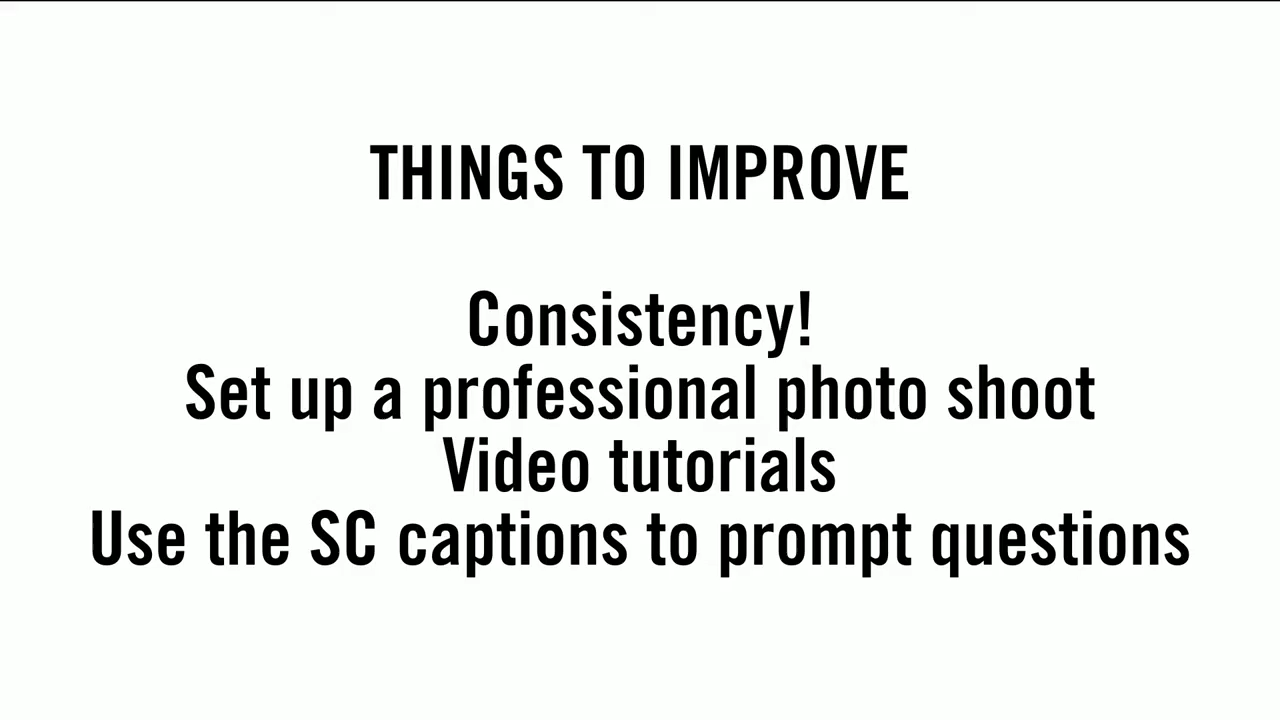 THINGS TO IMPROVE
Consistency!
Set up a professional photo shoot
Video tutorials
Use the SC captions to prompt questions